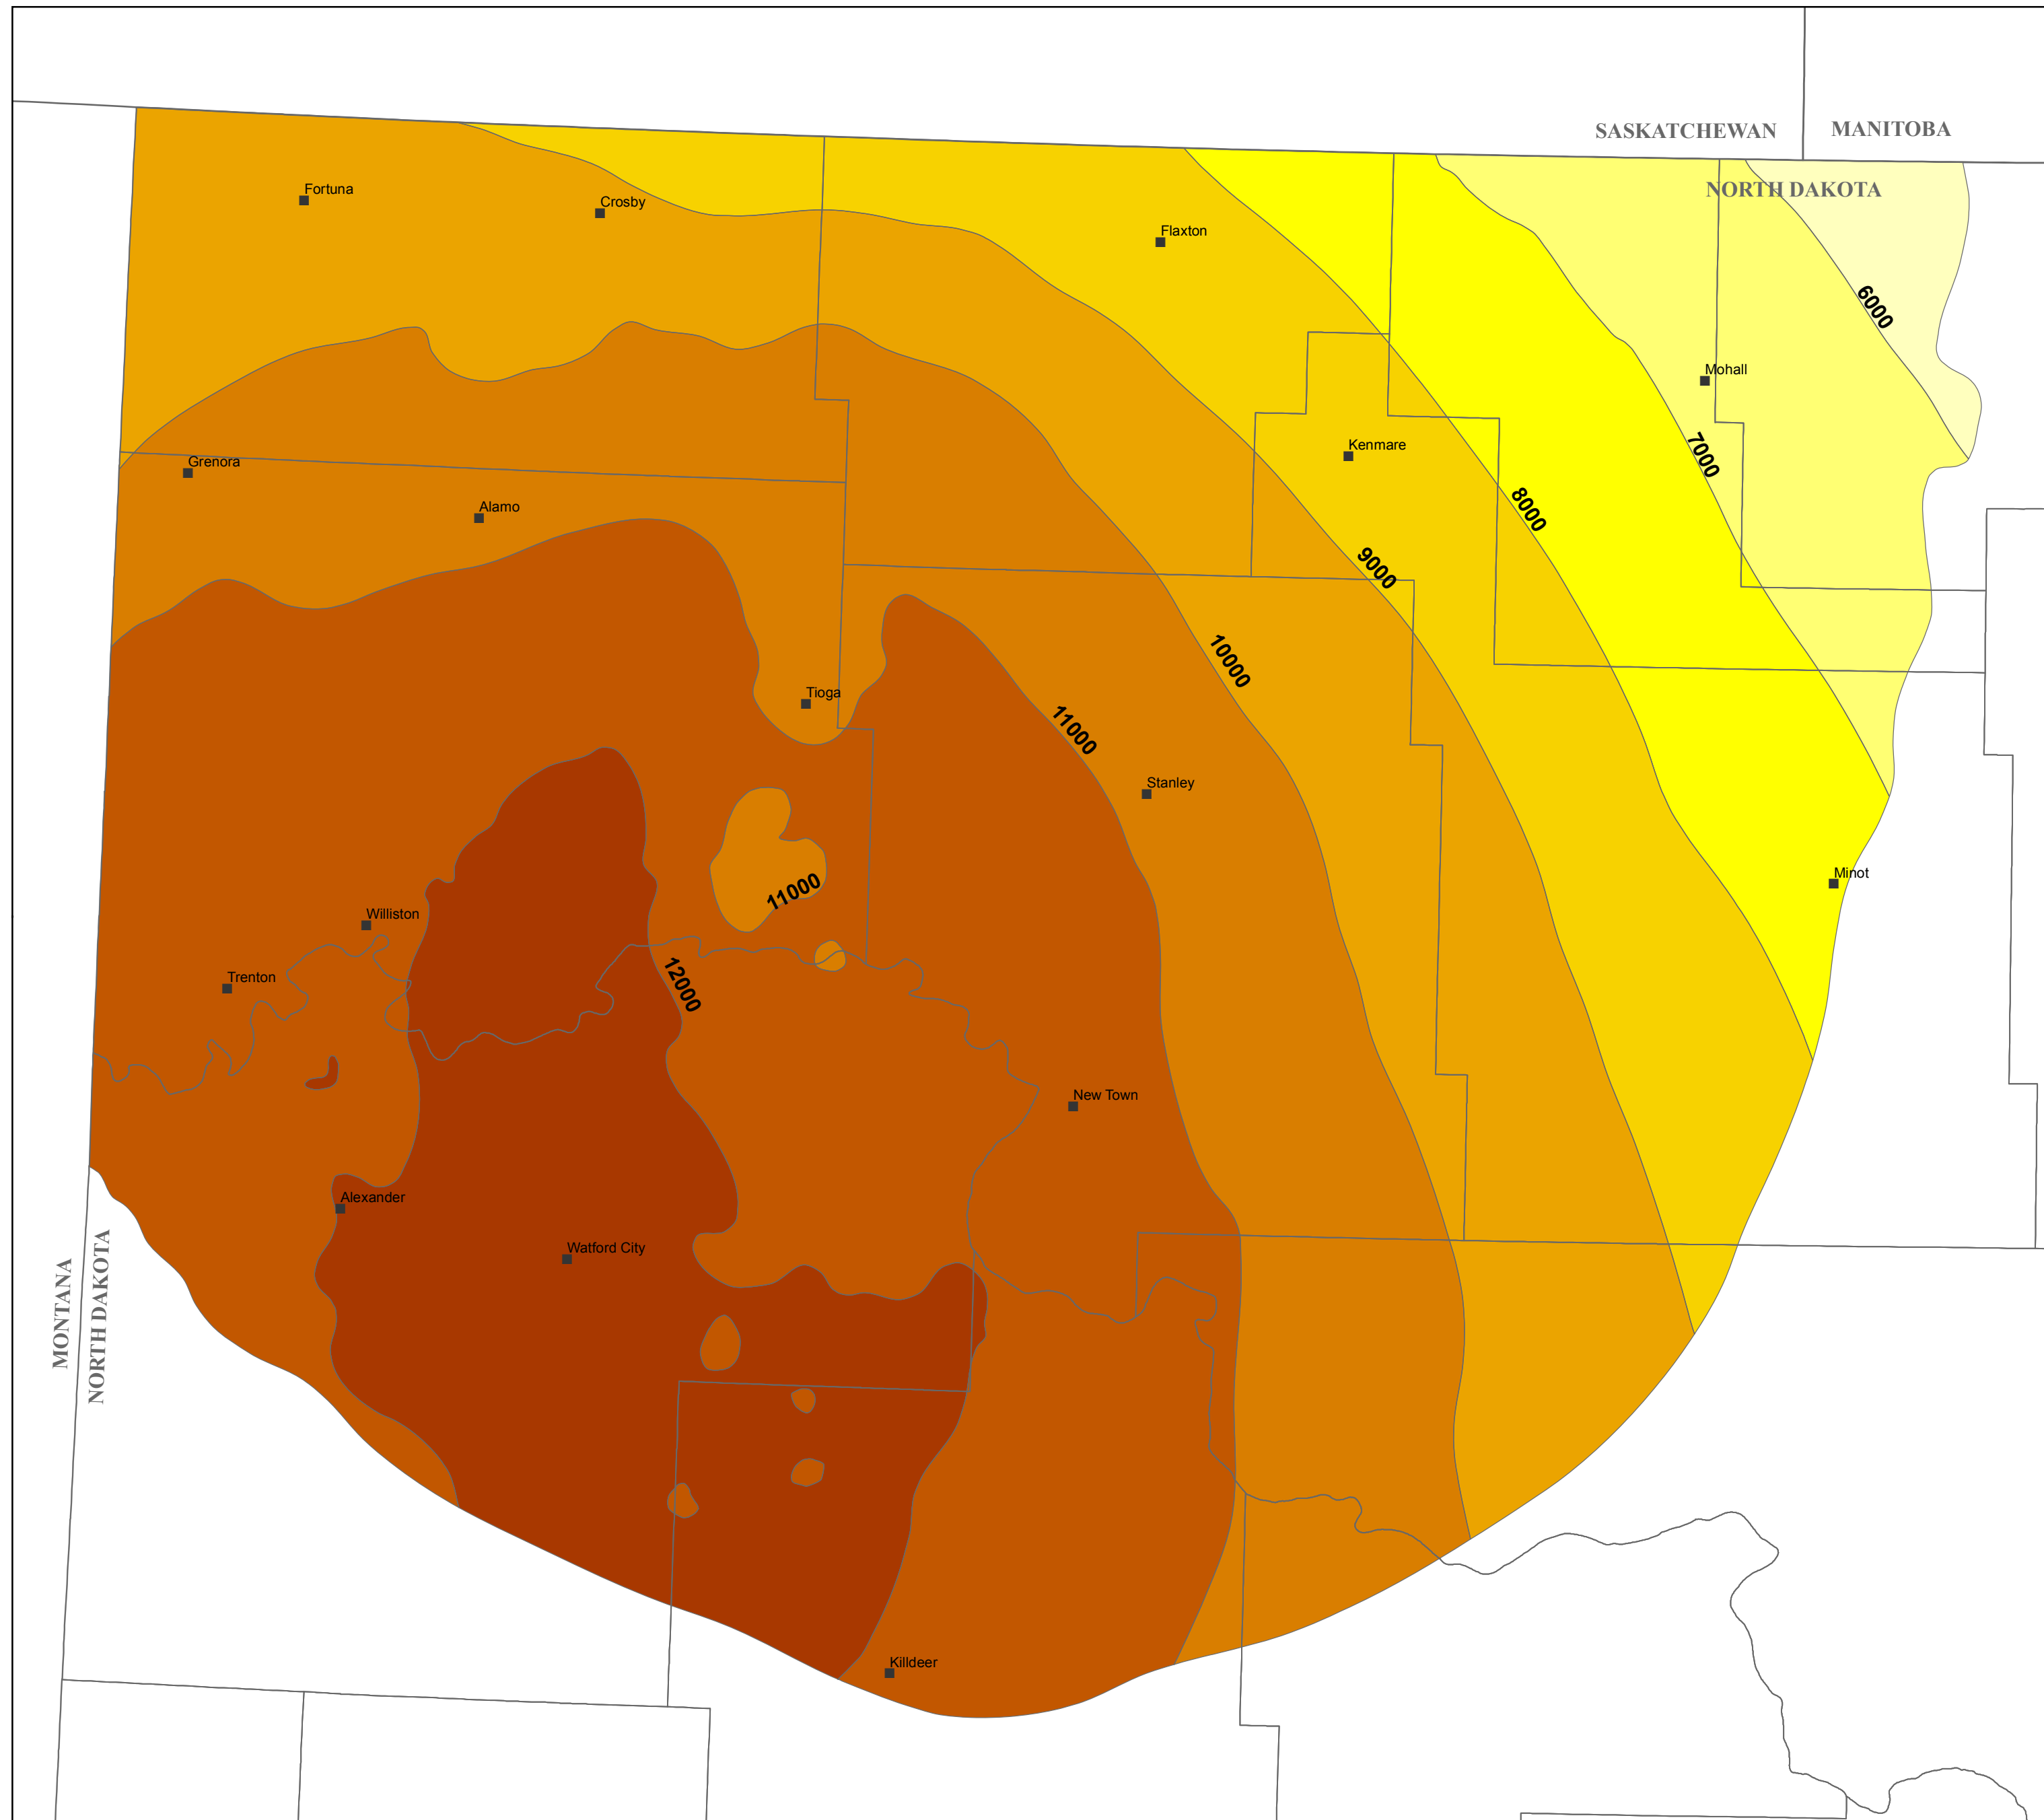 SASKATCHEWAN
MANITOBA
NORTH DAKOTA
Fortuna
Crosby
Flaxton
6000
Mohall
Kenmare
7000
Grenora
Alamo
8000
9000
10000
Tioga
11000
Stanley
Minot
11000
Williston
Trenton
12000
New Town
Alexander
Watford City
MONTANA
NORTH DAKOTA
Killdeer